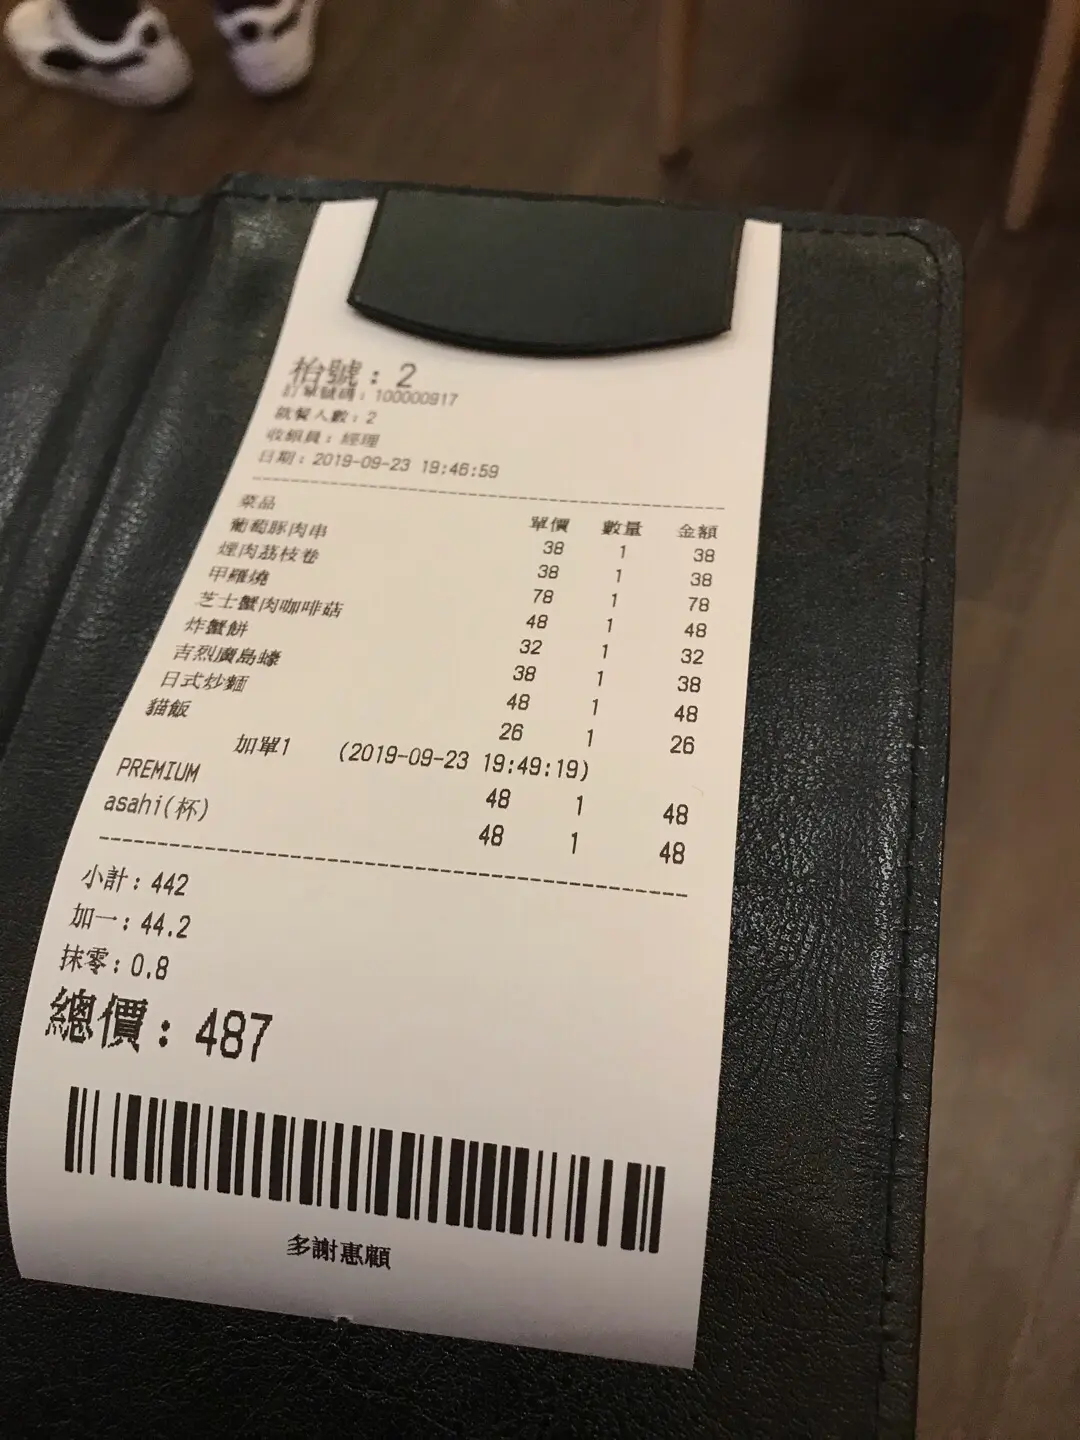 枱號：2
訂單號碼：100000917
就餐人數：2
收銀員：經理
日期：2019-09-23 19:46:59
菜品 單價 數量 金額
葡萄豚肉串 38 1 38
煙肉荔枝卷 38 1 38
甲羅燒 78 1 78
芝士蟹肉咖啡菇 48 1 48
炸蟹餅 32 1 32
吉烈廣島蠔 38 1 38
日式炒麵 48 1 48
貓飯 26 1 26
加單1 (2019-09-23 19:49:19)
PREMIUM 48 1 48
asahi(杯) 48 1 48
小計：442
加一：44.2
抹零：0.8
總價：487
多謝惠顧